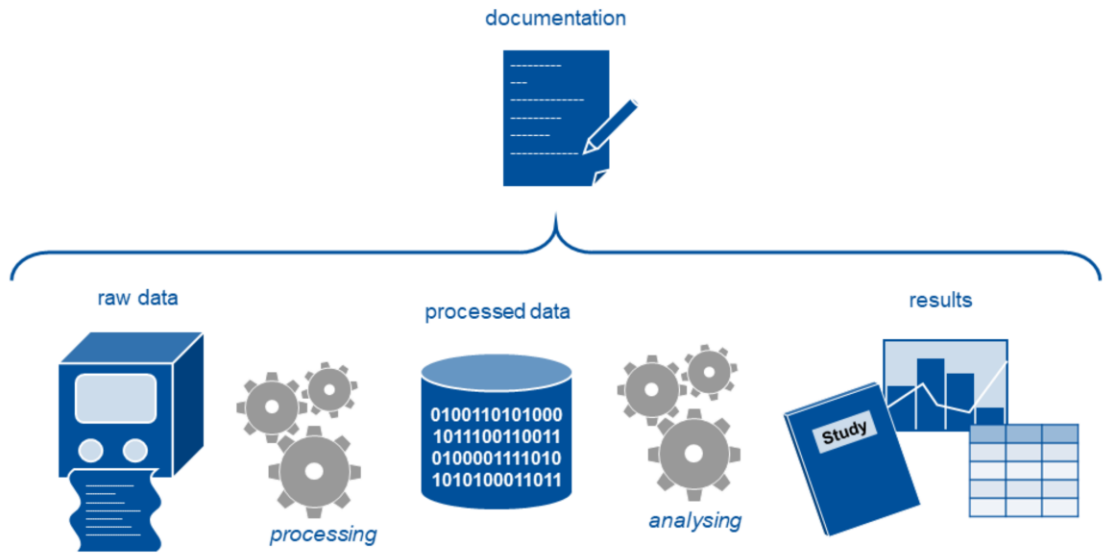 documentation
raw data
processed data
results
0100110101000
1011100110011
0100001111010
1010100011011
Study
processing
analysing